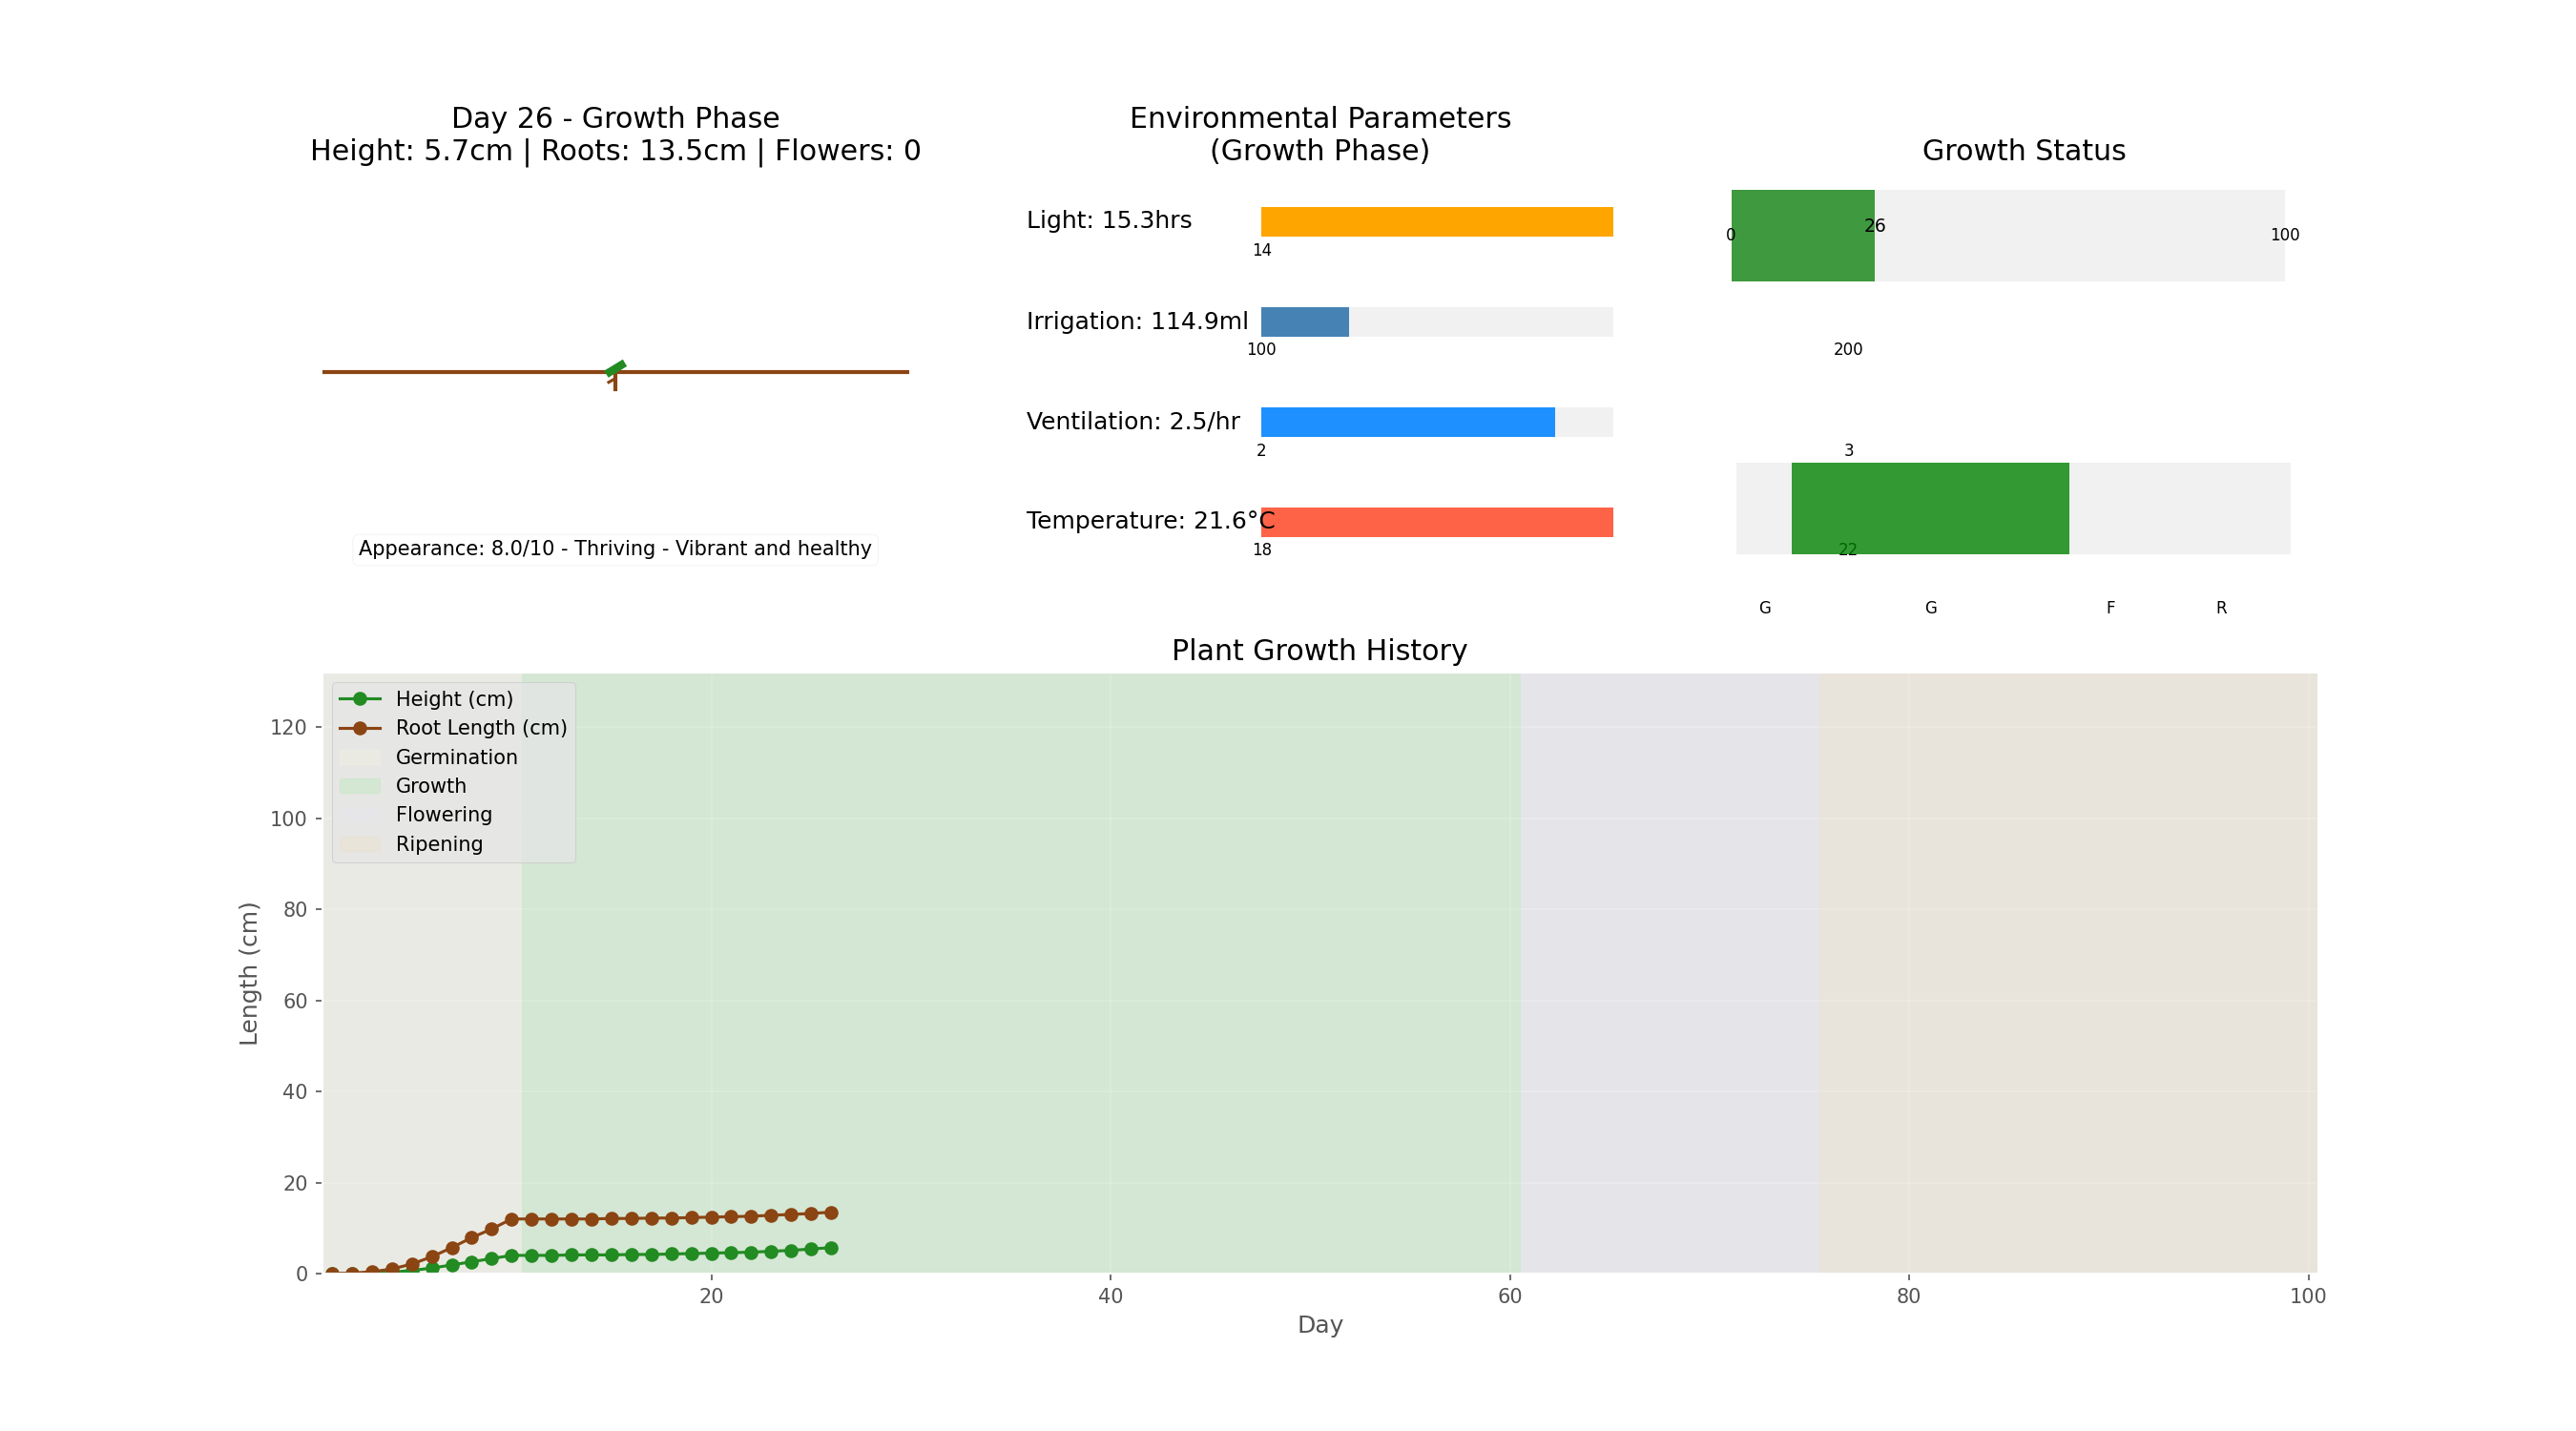 Day 26 - Growth Phase
Height: 5.7cm | Roots: 13.5cm | Flowers: 0
Appearance: 8.0/10 - Thriving - Vibrant and healthy
Environmental Parameters
(Growth Phase)
Light: 15.3hrs
14
Irrigation: 114.9ml
100
200
Ventilation: 2.5/hr
2
3
Temperature: 21.6°C
18
22
Growth Status
0
26
100
G
G
F
R
Plant Growth History
Height (cm)
Root Length (cm)
Germination
Growth
Flowering
Ripening
Length (cm)
120
100
80
60
40
20
0
20
40
60
80
100
Day